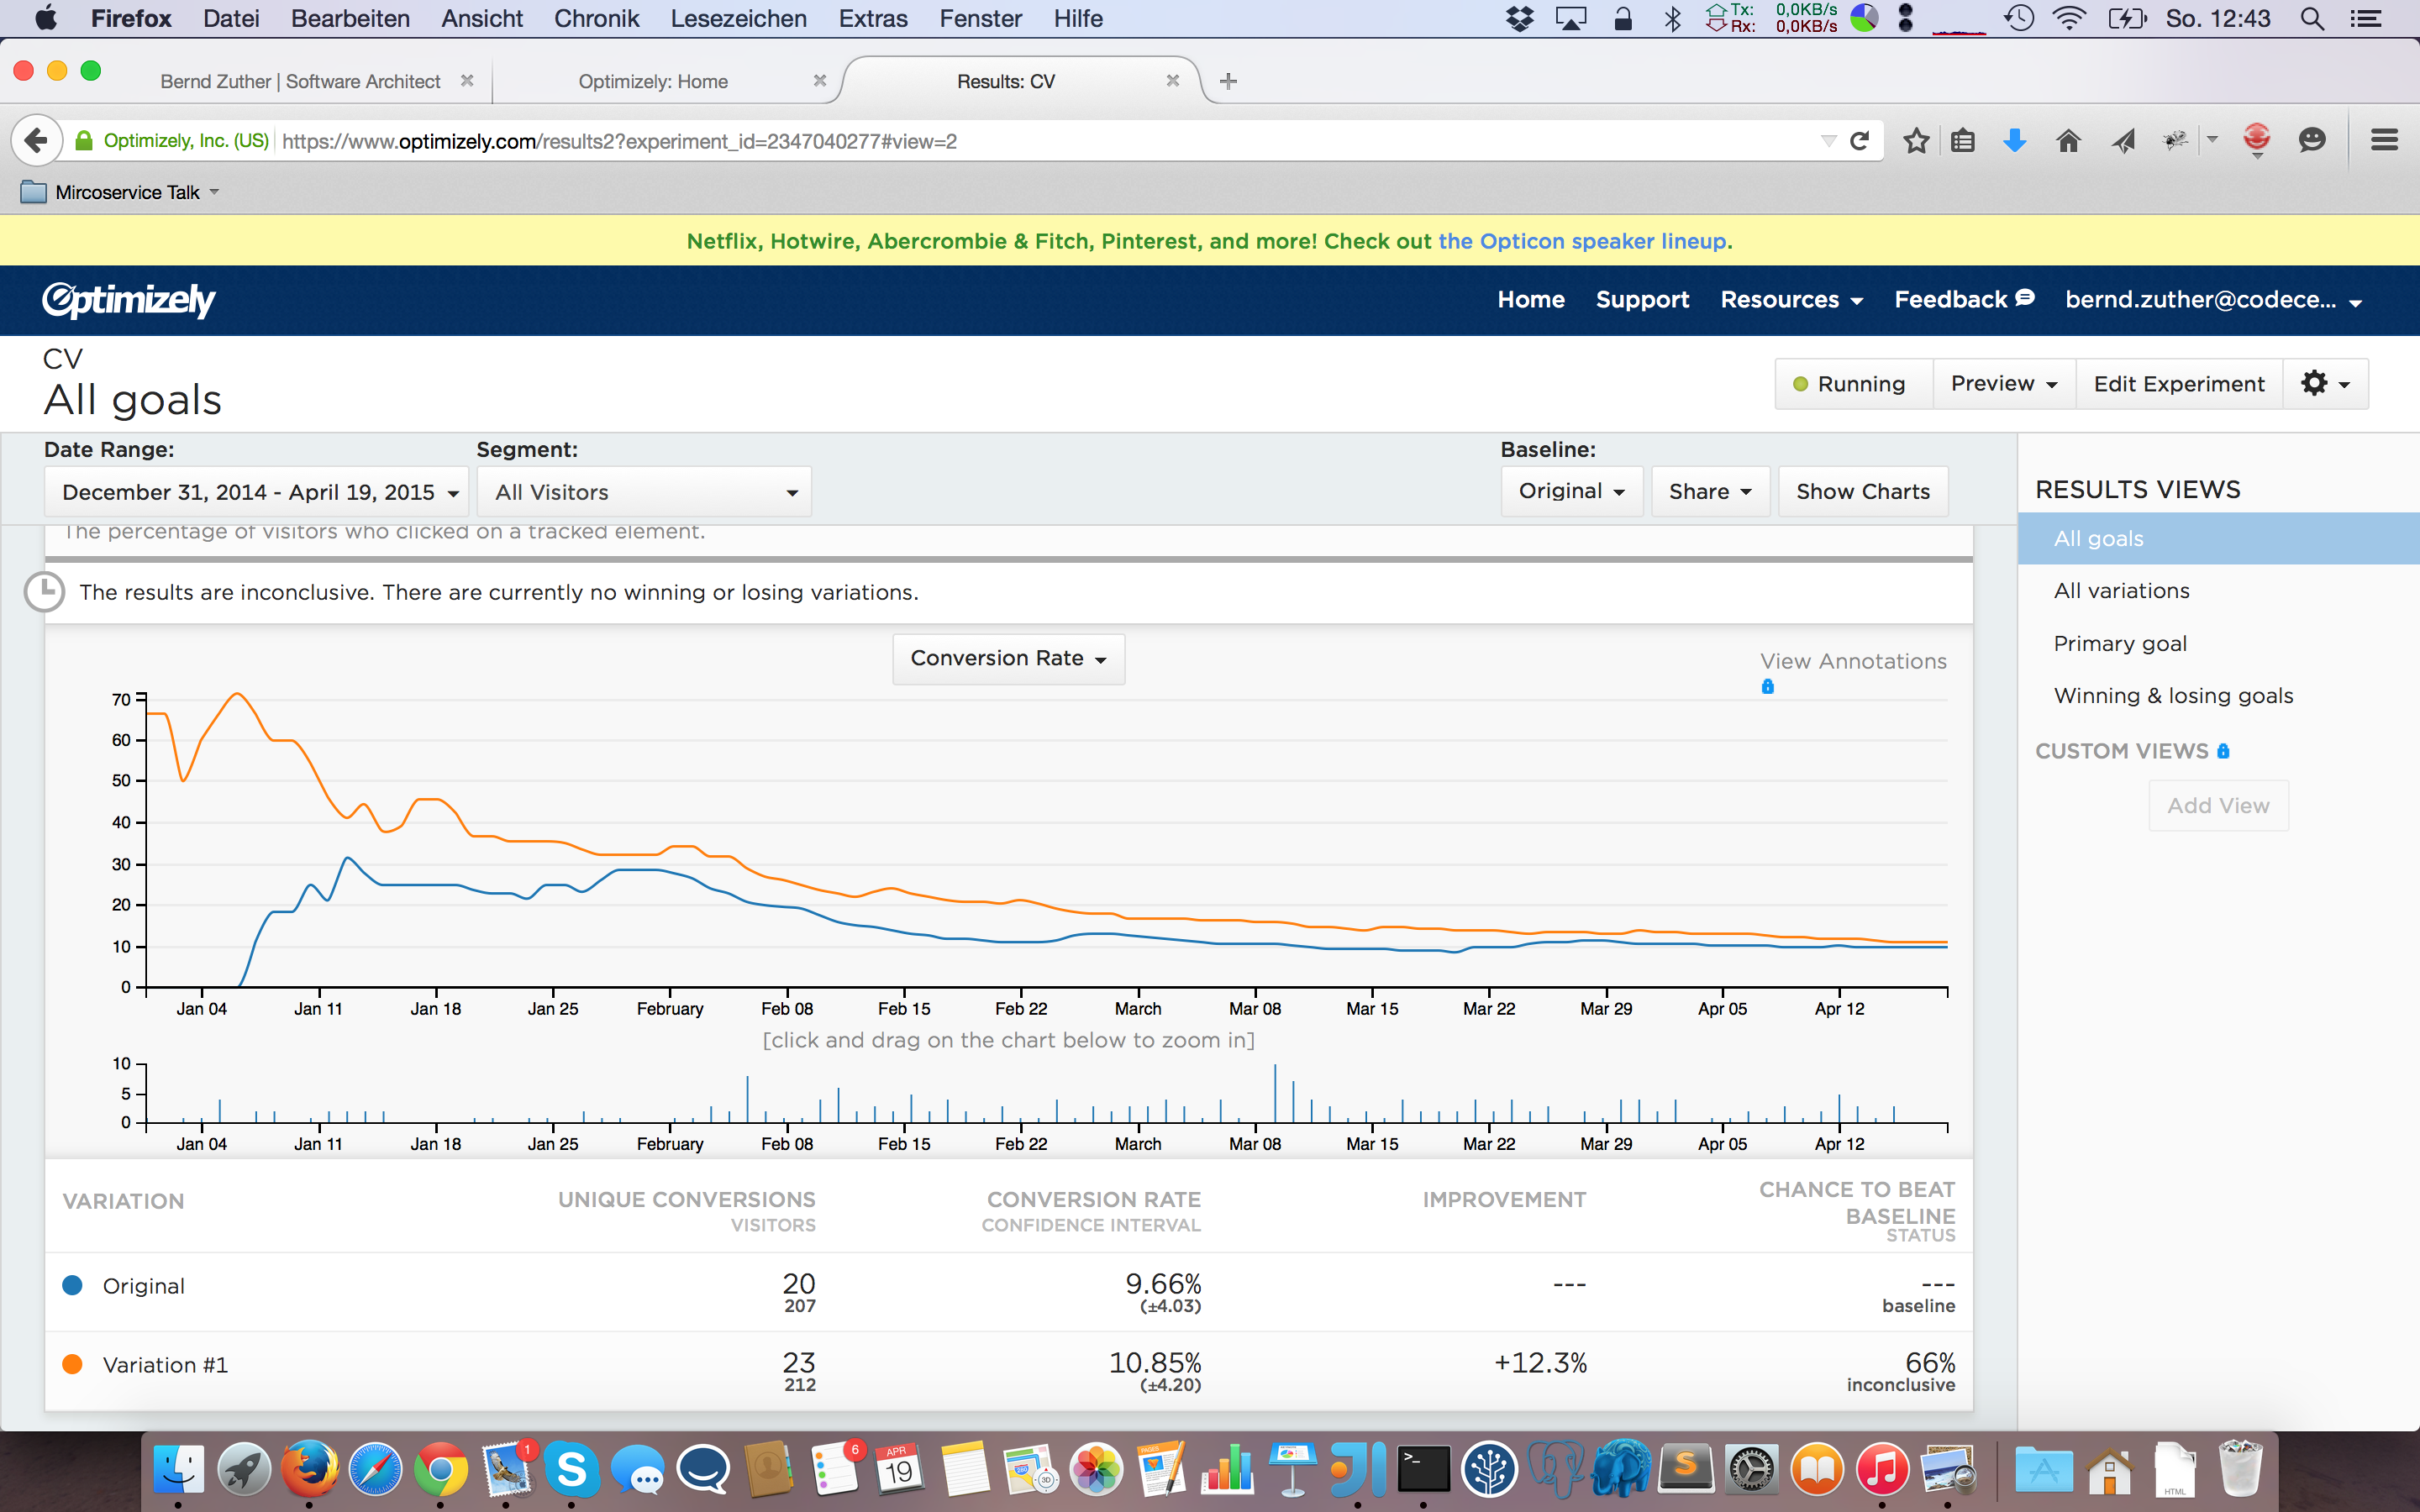 Firefox Datei Bearbeiten Ansicht Chronik Lesezeichen Extras Fenster Hilfe Tx: 0,0KB/s Rx: 0,0KB/s So. 12:43
Bernd Zuther | Software Architect Optimizely: Home Results: CV
Optimizely, Inc. (US) https://www.optimizely.com/results2?experiment_id=2347040277#view=2
Mircoservice Talk
Netflix, Hotwire, Abercrombie & Fitch, Pinterest, and more! Check out the Opticon speaker lineup.
Optimizely Home Support Resources Feedback bernd.zuther@codece...
CV
All goals
Running Preview Edit Experiment
Date Range: Segment: Baseline:
December 31, 2014 - April 19, 2015 All Visitors Original Share Show Charts
RESULTS VIEWS
All goals
All variations
Primary goal
Winning & losing goals
CUSTOM VIEWS
Add View
The percentage of visitors who clicked on a tracked element.
The results are inconclusive. There are currently no winning or losing variations.
Conversion Rate
View Annotations
70
60
50
40
30
20
10
0
Jan 04 Jan 11 Jan 18 Jan 25 February Feb 08 Feb 15 Feb 22 March Mar 08 Mar 15 Mar 22 Mar 29 Apr 05 Apr 12
[click and drag on the chart below to zoom in]
10
5
0
Jan 04 Jan 11 Jan 18 Jan 25 February Feb 08 Feb 15 Feb 22 March Mar 08 Mar 15 Mar 22 Mar 29 Apr 05 Apr 12
VARIATION UNIQUE CONVERSIONS CONVERSION RATE IMPROVEMENT CHANCE TO BEAT BASELINE
VISITORS CONFIDENCE INTERVAL STATUS
Original 20 9.66% --- ---
207 (±4.03) baseline
Variation #1 23 10.85% +12.3% 66%
212 (±4.20) inconclusive
1 6 APR 19 3D PAGES HTML